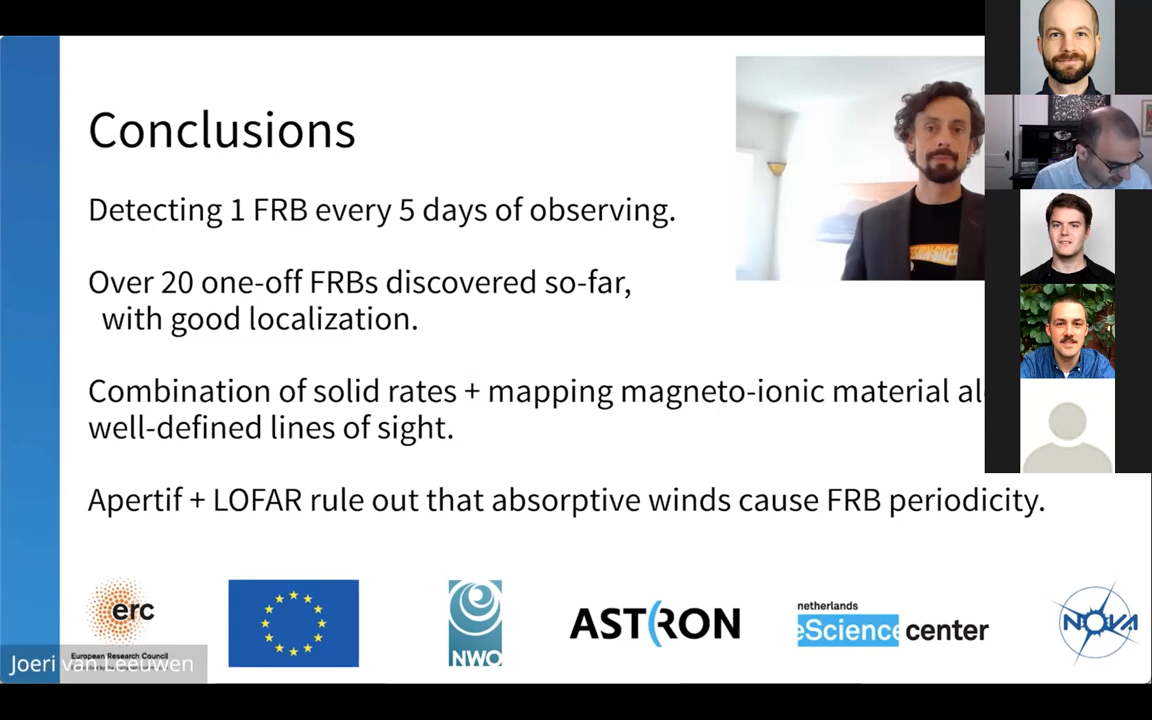 Conclusions
Detecting 1 FRB every 5 days of observing.
Over 20 one-off FRBs discovered so-far,
with good localization.
Combination of solid rates + mapping magneto-ionic material al
well-defined lines of sight.
Apertif + LOFAR rule out that absorptive winds cause FRB periodicity.
erc
European Research Council
NWO
ASTRON
netherlands
eScience center
NOVA
Joeri van Leeuwen